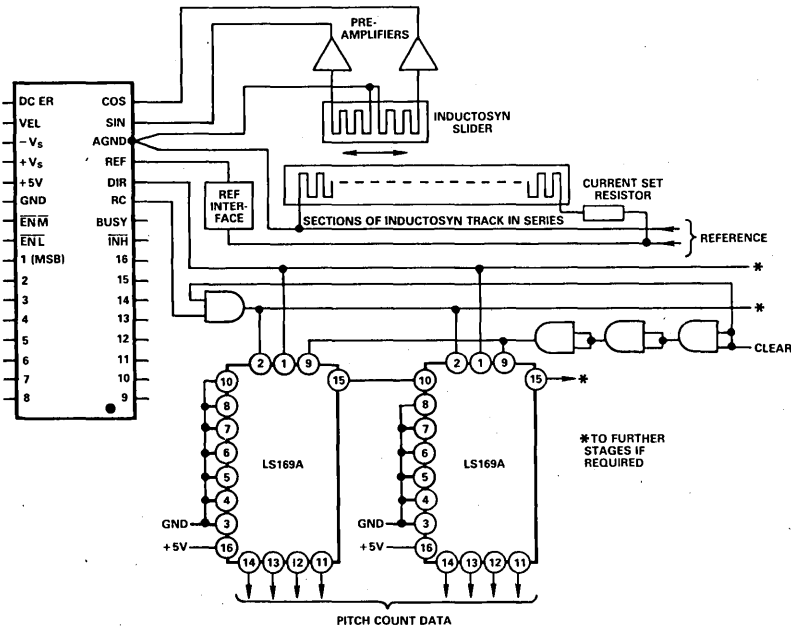 PRE-
AMPLIFIERS
DC ER COS
VEL SIN
–Vs AGND
+Vs REF
+5V DIR
GND RC
ENM BUSY
ENL INH
1 (MSB) 16
2 15
3 14
4 13
5 12
6 11
7 10
8 9
INDUCTOSYN
SLIDER
REF
INTER-
FACE
CURRENT SET
RESISTOR
SECTIONS OF INDUCTOSYN TRACK IN SERIES
REFERENCE
*
*
CLEAR
2 1 9
2 1 9
10 15
10 15
*
8
7
6
5
4
3
16
8
7
6
5
4
3
16
LS169A
LS169A
*TO FURTHER
STAGES IF
REQUIRED
GND
+5V
GND
+5V
14 13 12 11
14 13 12 11
PITCH COUNT DATA